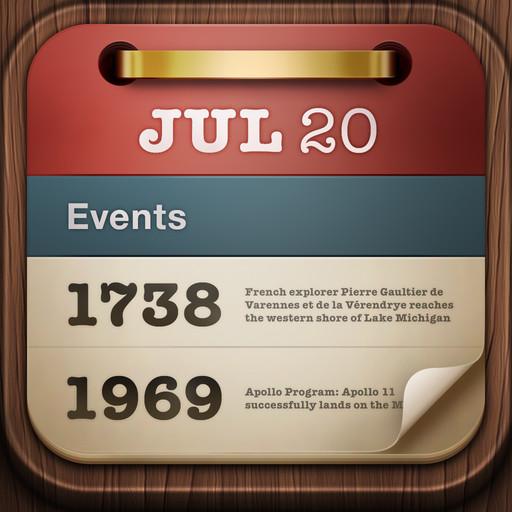 JUL 20
Events
1738
French explorer Pierre Gaultier de
Varennes et de la Vérendrye reaches
the western shore of Lake Michigan
1969
Apollo Program: Apollo 11
successfully lands on the M